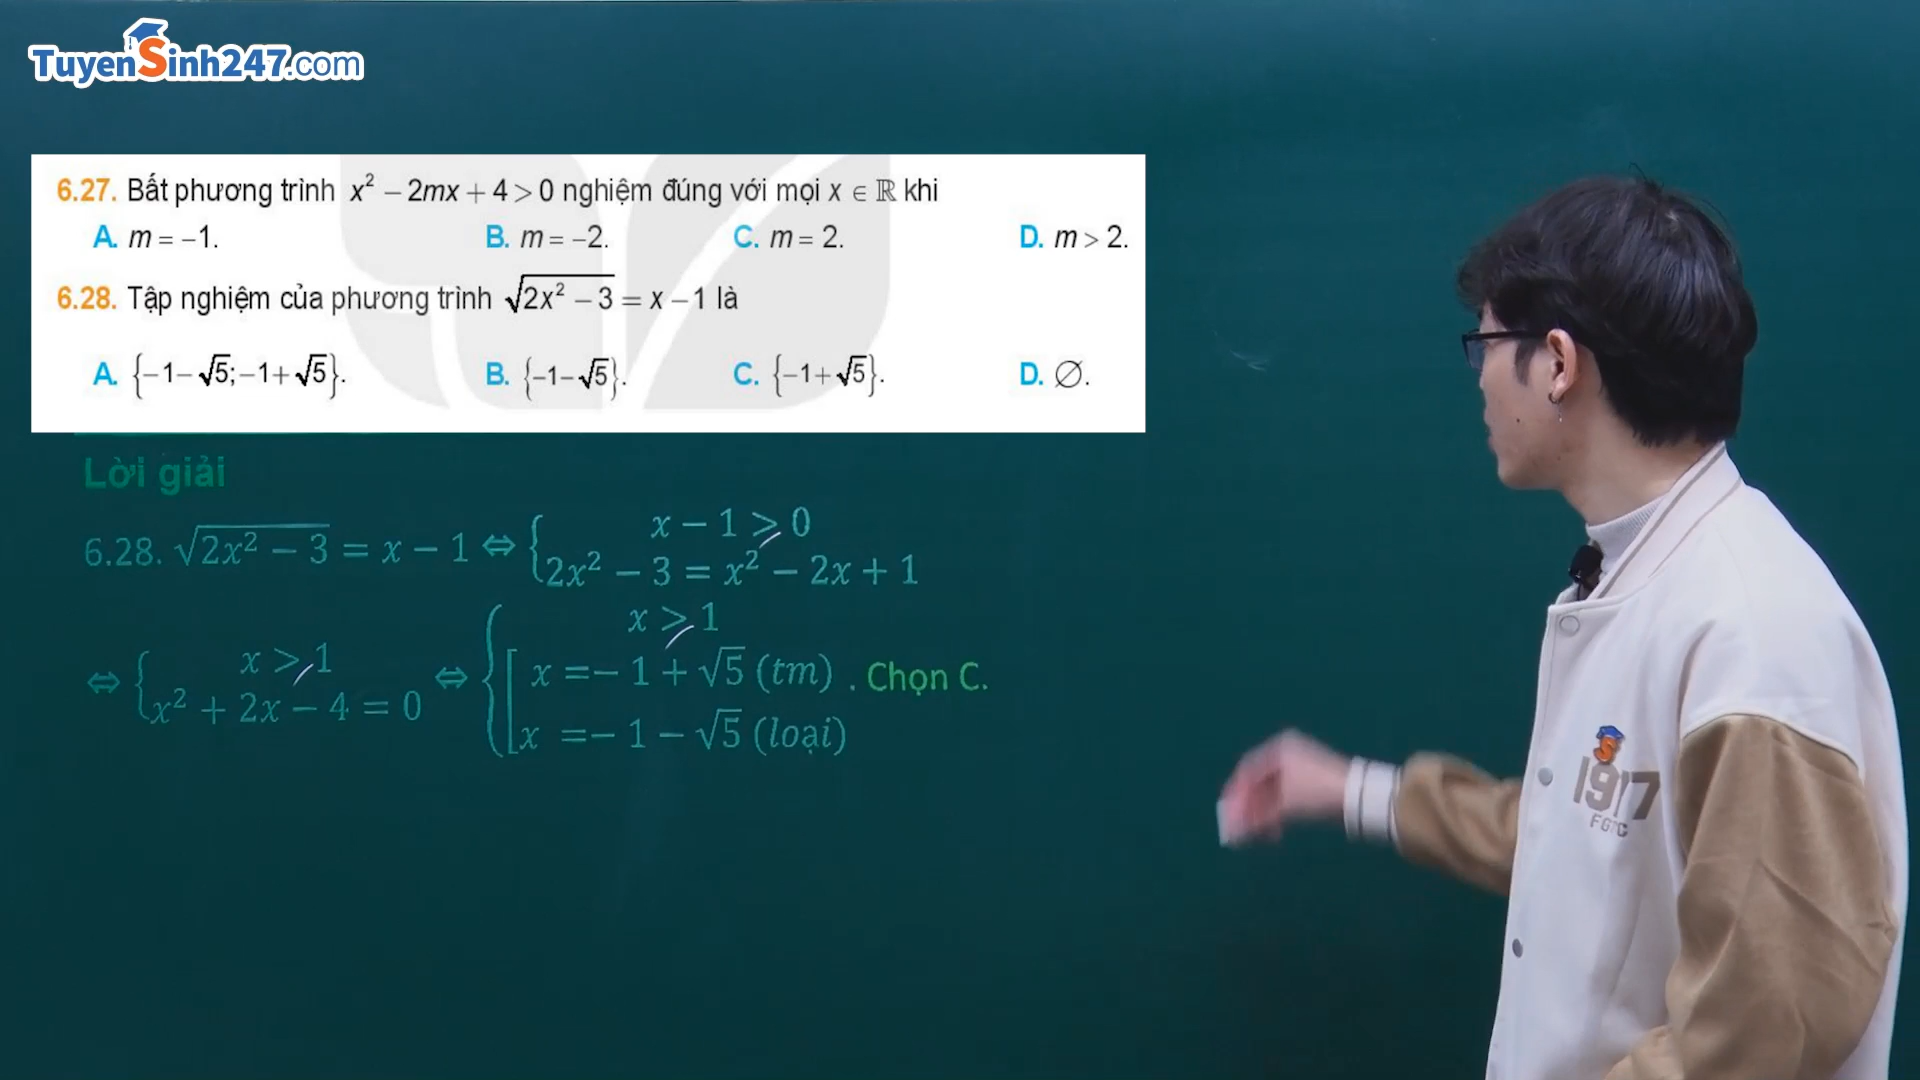 TuyenSinh247.com
6.27. Bất phương trình x² − 2mx + 4 > 0 nghiệm đúng với mọi x ∈ ℝ khi
A. m = −1. B. m = −2. C. m = 2. D. m > 2.
6.28. Tập nghiệm của phương trình √(2x² − 3) = x − 1 là
A. {−1−√5;−1+√5}. B. {−1−√5}. C. {−1+√5}. D. ∅.
Lời giải
6.28. √(2x² − 3) = x − 1 ⇔ { x − 1 ≥ 0
2x² − 3 = x² − 2x + 1
⇔ { x ≥ 1
x² + 2x − 4 = 0
⇔ { x ≥ 1
[ x = − 1 + √5 (tm)
x = − 1 − √5 (loại)
. Chọn C.
S
1917